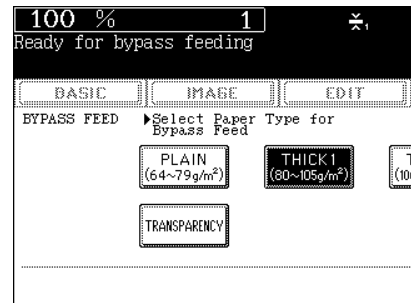 100 % 1
Ready for bypass feeding
BASIC IMAGE EDIT
BYPASS FEED ▶Select Paper Type for
Bypass Feed
PLAIN THICK1
(64~79g/m²) (80~105g/m²)
TRANSPARENCY